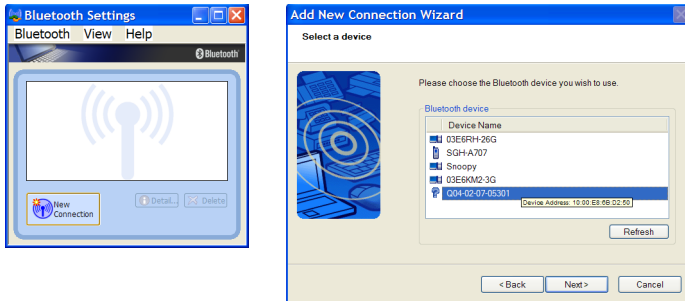 Bluetooth Settings
Bluetooth View Help
Bluetooth
New
Connection
Detail...
Delete
Add New Connection Wizard
Select a device
Please choose the Bluetooth device you wish to use.
Bluetooth device
Device Name
03E6RH-26G
SGH-A707
Snoopy
03E6KM2-3G
Q04-02-07-05301
Device Address: 10:00:E8:6B:D2:50
Refresh
< Back
Next >
Cancel